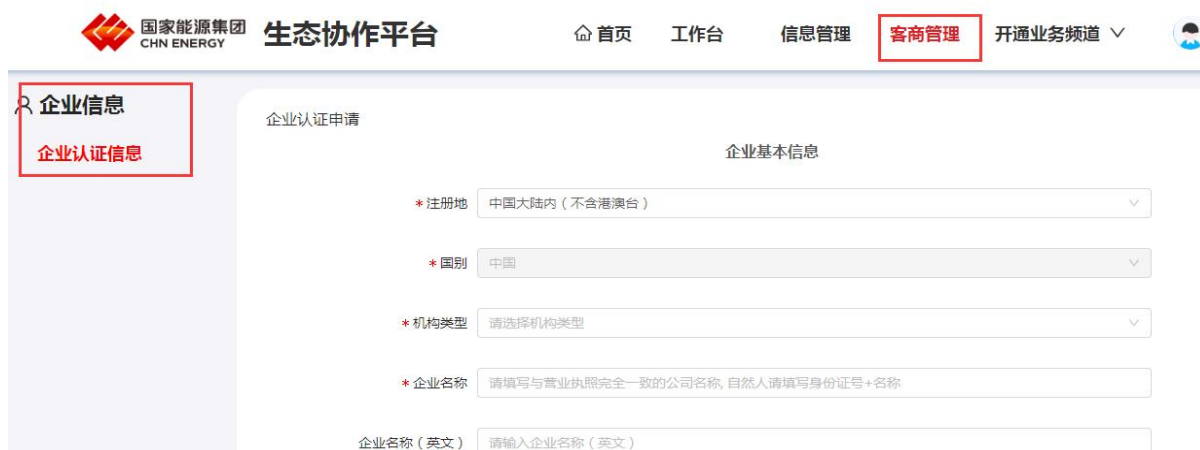 国家能源集团
CHN ENERGY
生态协作平台
首页 工作台 信息管理 客商管理 开通业务频道
企业信息
企业认证信息
企业认证申请
企业基本信息
*注册地 中国大陆内（不含港澳台）
*国别 中国
*机构类型 请选择机构类型
*企业名称 请填写与营业执照完全一致的公司名称,自然人请填写身份证号+名称
企业名称（英文） 请输入企业名称（英文）